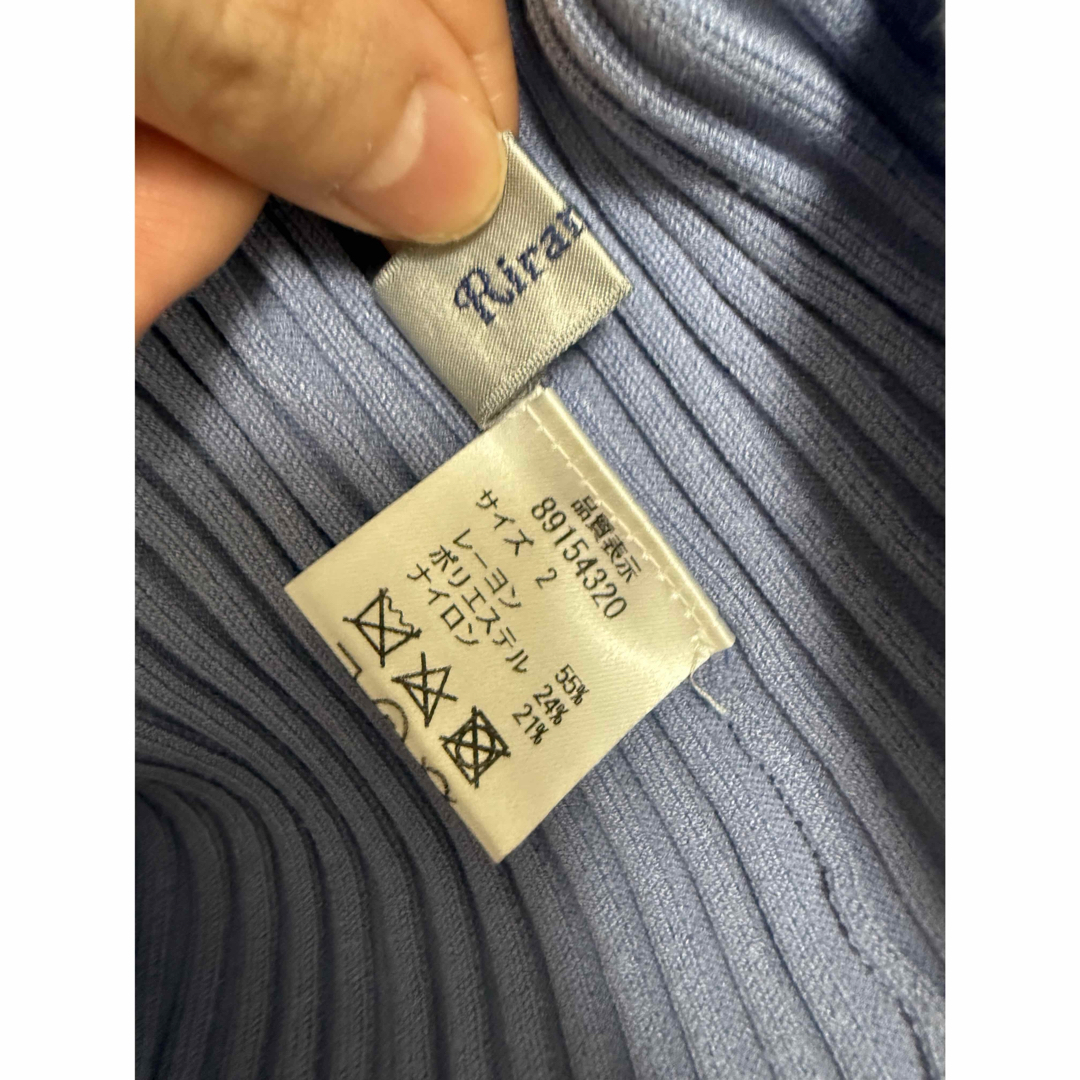 Riran
品質表示
89154320
サイズ 2
レーヨン 55%
ポリエステル 24%
ナイロン 21%